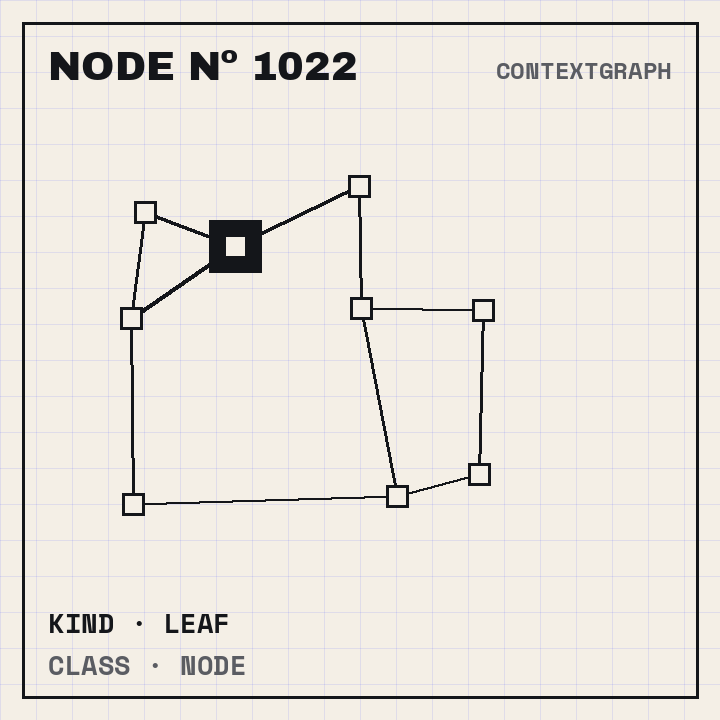 NODE Nº 1022
CONTEXTGRAPH
KIND · LEAF
CLASS · NODE